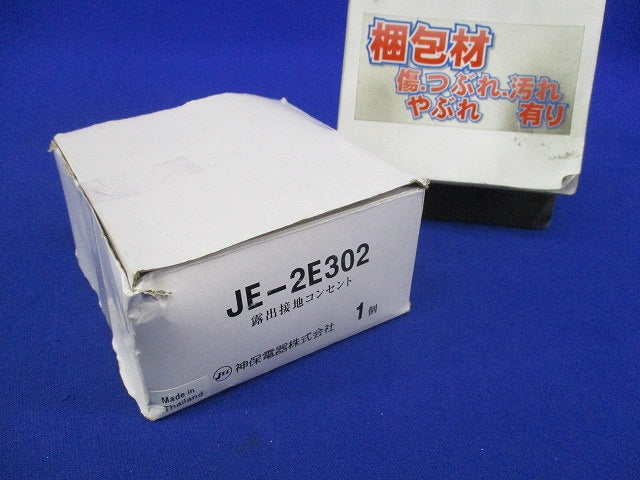 梱包材
傷.つぶれ.汚れ
やぶれ 有り
JE-2E302
露出接地コンセント
1個
神保電器株式会社
Made in
Thailand